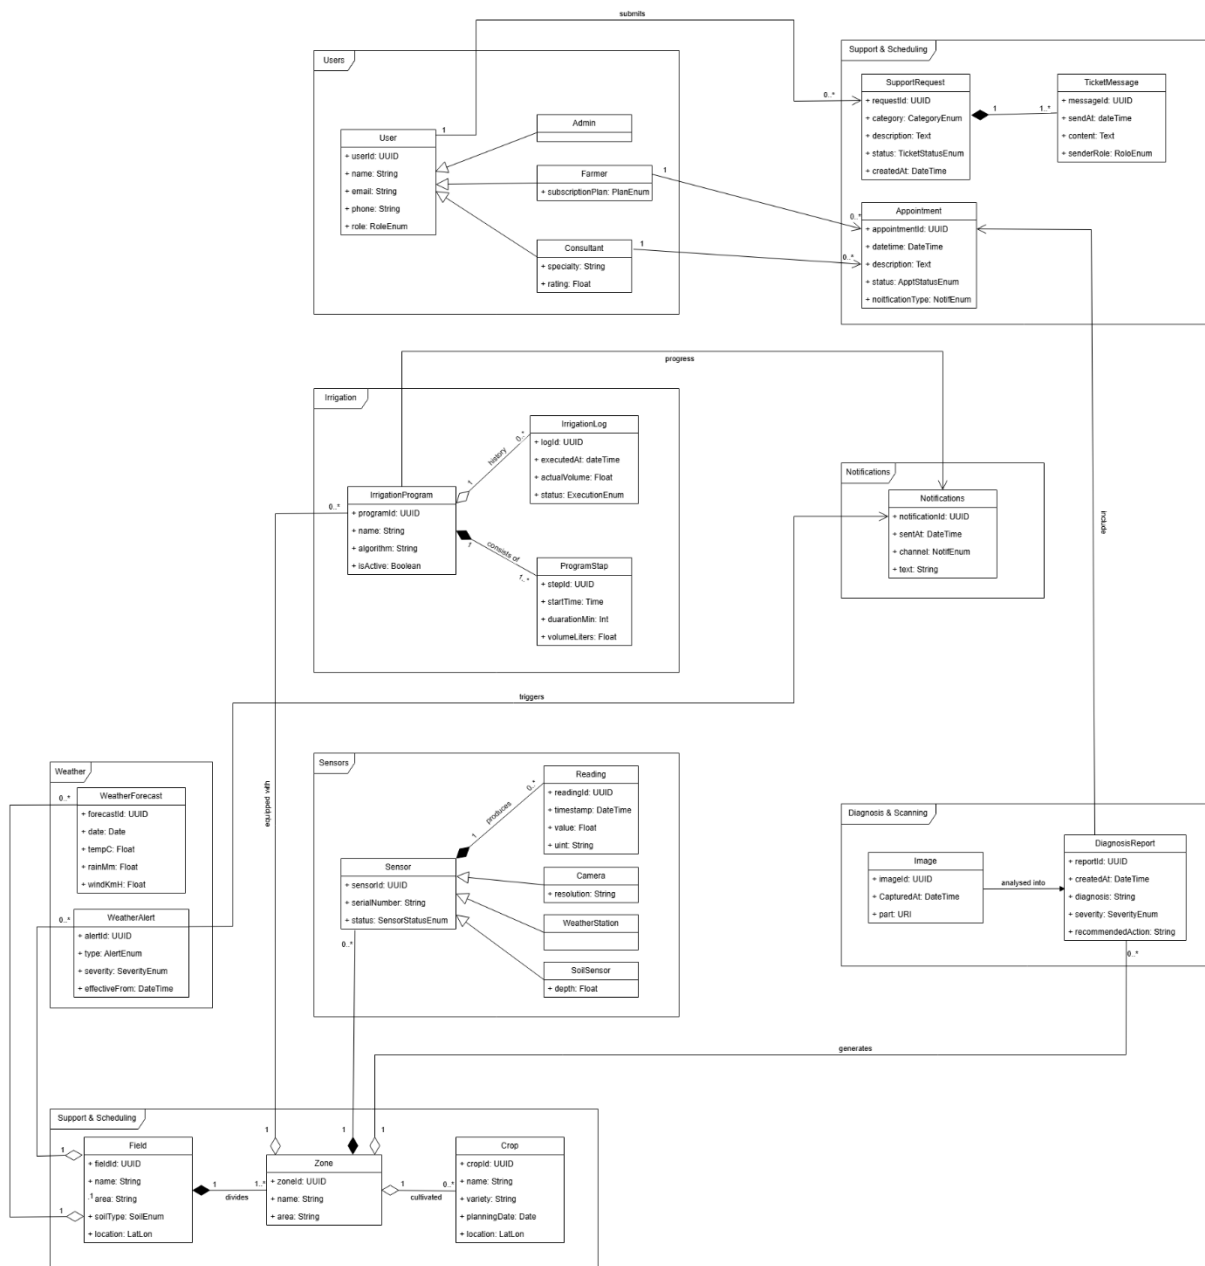 submits
Users
User
+ userId: UUID
+ name: String
+ email: String
+ phone: String
+ role: RoleEnum
1
Admin
Farmer
+ subscriptionPlan: PlanEnum
1
Consultant
+ specialty: String
+ rating: Float
1
Support & Scheduling
0..*
SupportRequest
+ requestId: UUID
+ category: CategoryEnum
+ description: Text
+ status: TicketStatusEnum
+ createdAt: DateTime
1
1..*
TicketMessage
+ messageId: UUID
+ sendAt: dateTime
+ content: Text
+ senderRole: RoloEnum
0..*
0..*
Appointment
+ appointmentId: UUID
+ datetime: DateTime
+ description: Text
+ status: ApptStatusEnum
+ noitficationType: NotifEnum
progress
Irrigation
IrrigationLog
+ logId: UUID
+ executedAt: dateTime
+ actualVolume: Float
+ status: ExecutionEnum
0..*
history
1
0..*
IrrigationProgram
+ programId: UUID
+ name: String
+ algorithm: String
+ isActive: Boolean
1
consists of
1..*
ProgramStap
+ stepId: UUID
+ startTime: Time
+ duarationMin: Int
+ volumeLiters: Float
Notifications
Notifications
+ notificationId: UUID
+ sentAt: DateTime
+ channel: NotifEnum
+ text: String
include
triggers
equipped with
Weather
0..*
WeatherForecast
+ forecastId: UUID
+ date: Date
+ tempC: Float
+ rainMm: Float
+ windKmH: Float
0..*
WeatherAlert
+ alertId: UUID
+ type: AlertEnum
+ severity: SeverityEnum
+ effectiveFrom: DateTime
Sensors
Reading
+ readingId: UUID
+ timestamp: DateTime
+ value: Float
+ uint: String
0..*
produces
1
Sensor
+ sensorId: UUID
+ serialNumber: String
+ status: SensorStatusEnum
0..*
Camera
+ resolution: String
WeatherStation
SoilSensor
+ depth: Float
Diagnosis & Scanning
Image
+ imageId: UUID
+ CapturedAt: DateTime
+ part: URI
analysed into
DiagnosisReport
+ reportId: UUID
+ createdAt: DateTime
+ diagnosis: String
+ severity: SeverityEnum
+ recommendedAction: String
0..*
generates
Support & Scheduling
1
1
Field
+ fieldId: UUID
+ name: String
.1 area: String
+ soilType: SoilEnum
+ location: LatLon
1
divides
1..*
1
1
1
Zone
+ zoneId: UUID
+ name: String
+ area: String
1
cultivated
0..*
Crop
+ cropId: UUID
+ name: String
+ variety: String
+ planningDate: Date
+ location: LatLon